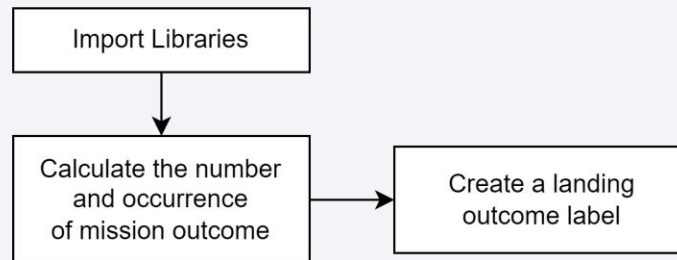 Import Libraries
Calculate the number
and occurrence
of mission outcome
Create a landing
outcome label